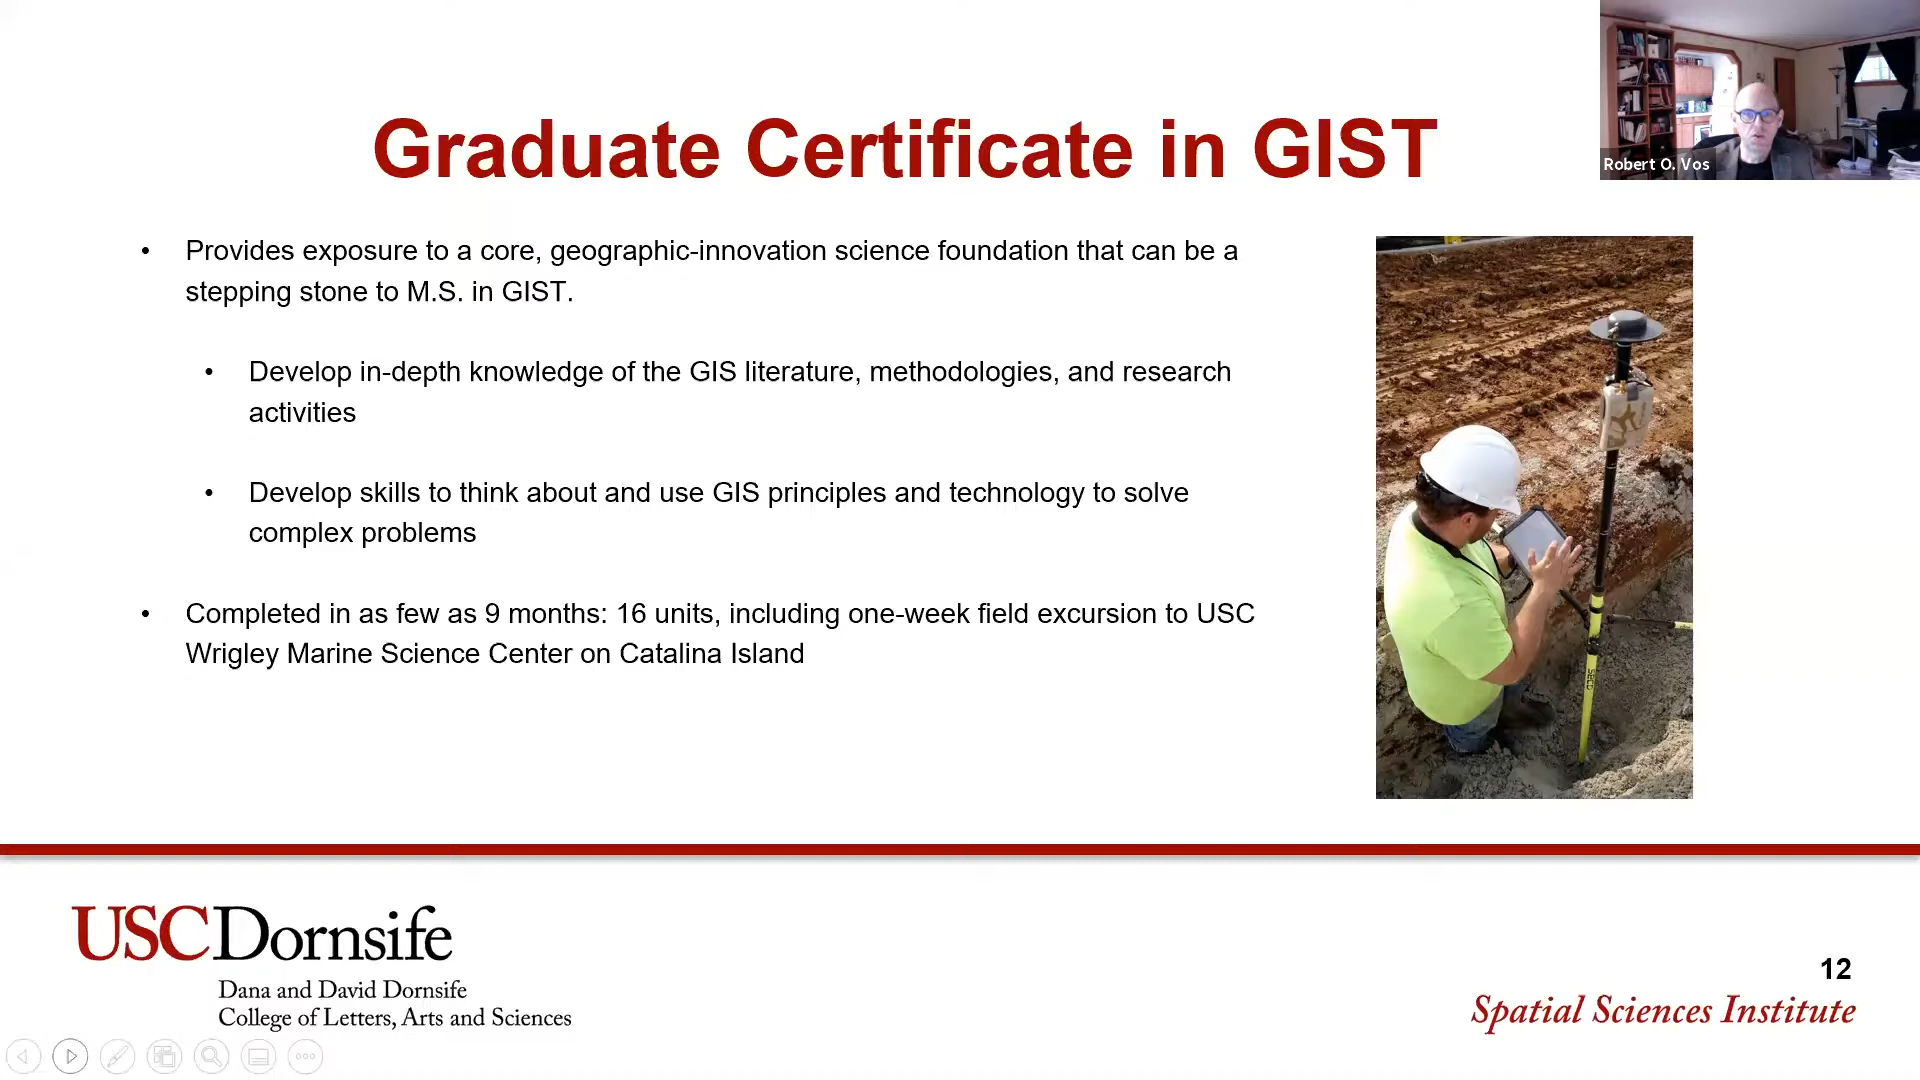 Graduate Certificate in GIST
Robert O. Vos
• Provides exposure to a core, geographic-innovation science foundation that can be a
stepping stone to M.S. in GIST.
• Develop in-depth knowledge of the GIS literature, methodologies, and research
activities
• Develop skills to think about and use GIS principles and technology to solve
complex problems
• Completed in as few as 9 months: 16 units, including one-week field excursion to USC
Wrigley Marine Science Center on Catalina Island
USCDornsife
Dana and David Dornsife
College of Letters, Arts and Sciences
12
Spatial Sciences Institute